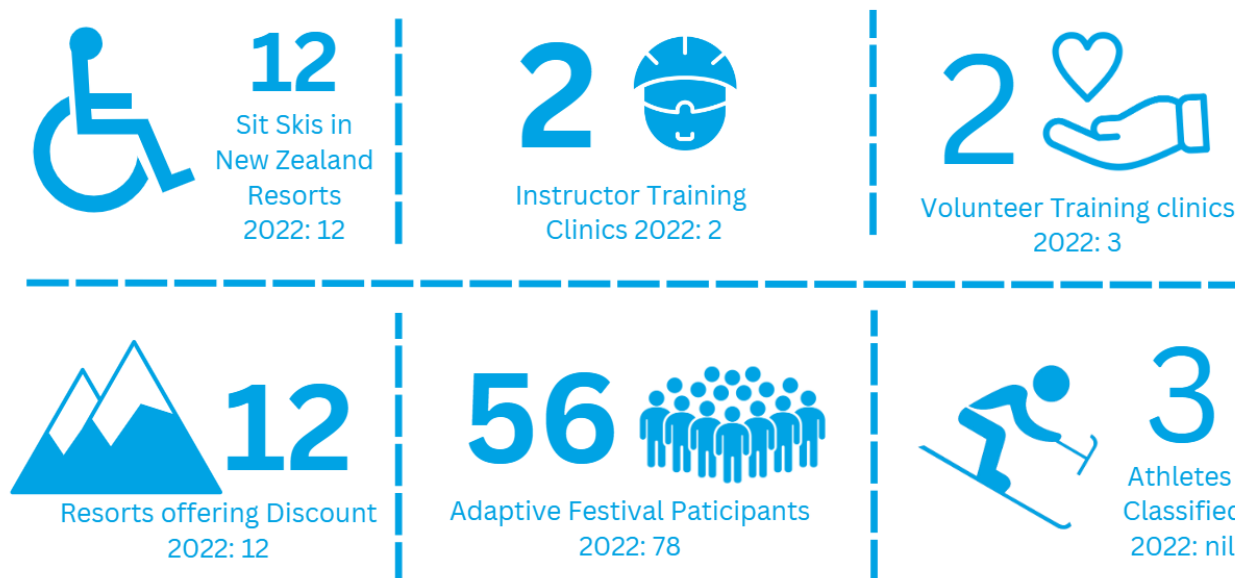 12
Sit Skis in
New Zealand
Resorts
2022: 12
2
Instructor Training
Clinics 2022: 2
2
Volunteer Training clinics
2022: 3
12
Resorts offering Discount
2022: 12
56
Adaptive Festival Paticipants
2022: 78
3
Athletes
Classified
2022: nil